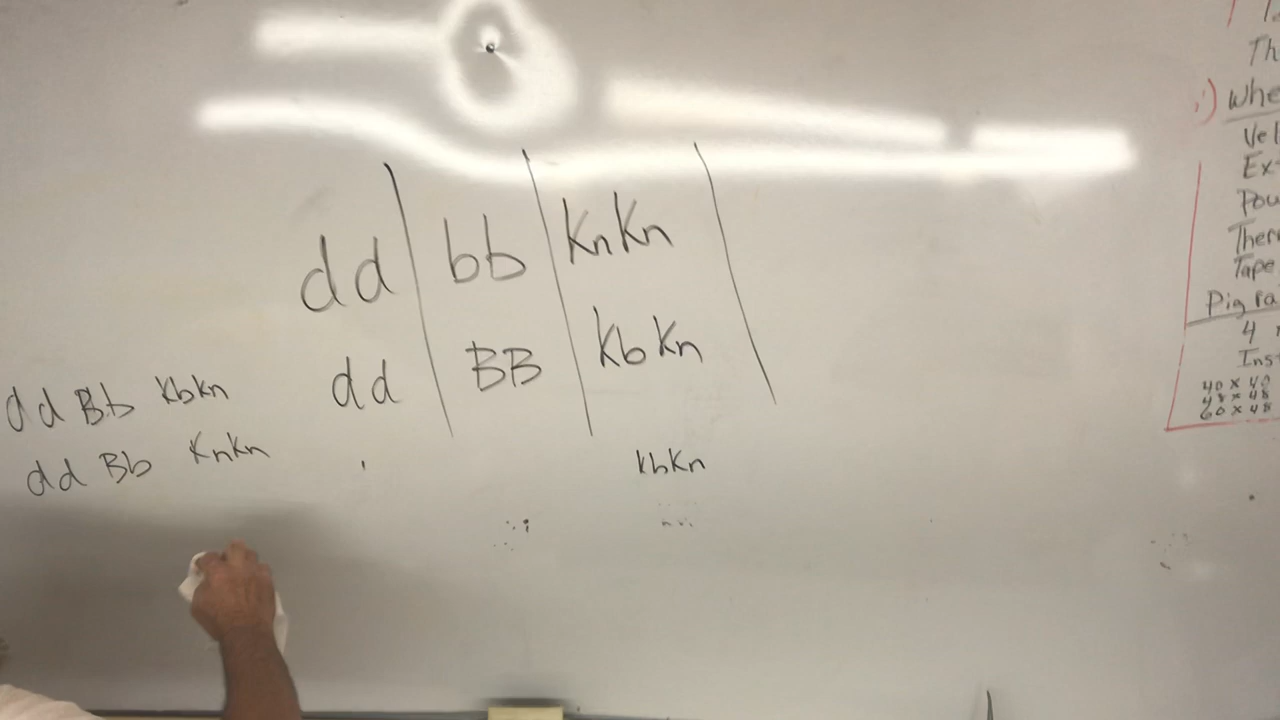 dd | bb | KnKn |
dd | BB | KbKn
dd Bb KbKn
dd Bb KnKn
KbKn
Th
Whe
Vel
Ex
Pou
Ther
Tape
Pig Pa
4
Ins
40 x 40
48 x 48
60 x 48